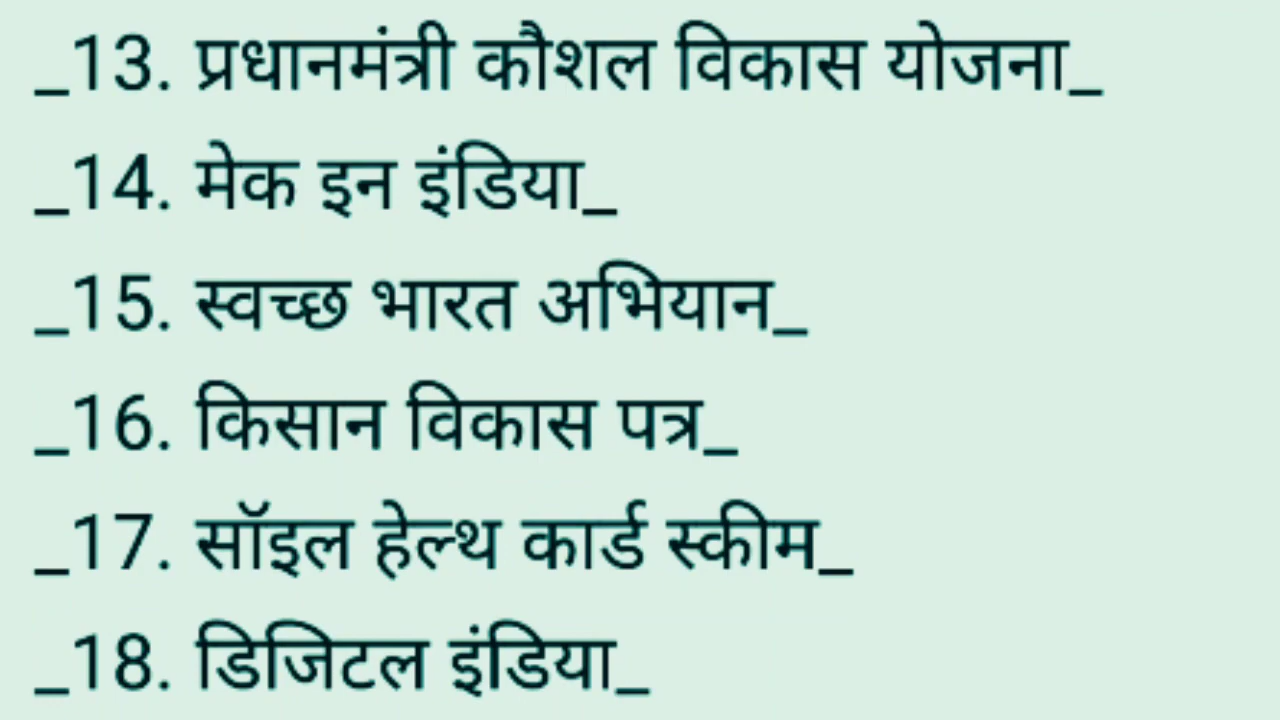 _13. प्रधानमंत्री कौशल विकास योजना_
_14. मेक इन इंडिया_
_15. स्वच्छ भारत अभियान_
_16. किसान विकास पत्र_
_17. सॉइल हेल्थ कार्ड स्कीम_
_18. डिजिटल इंडिया_